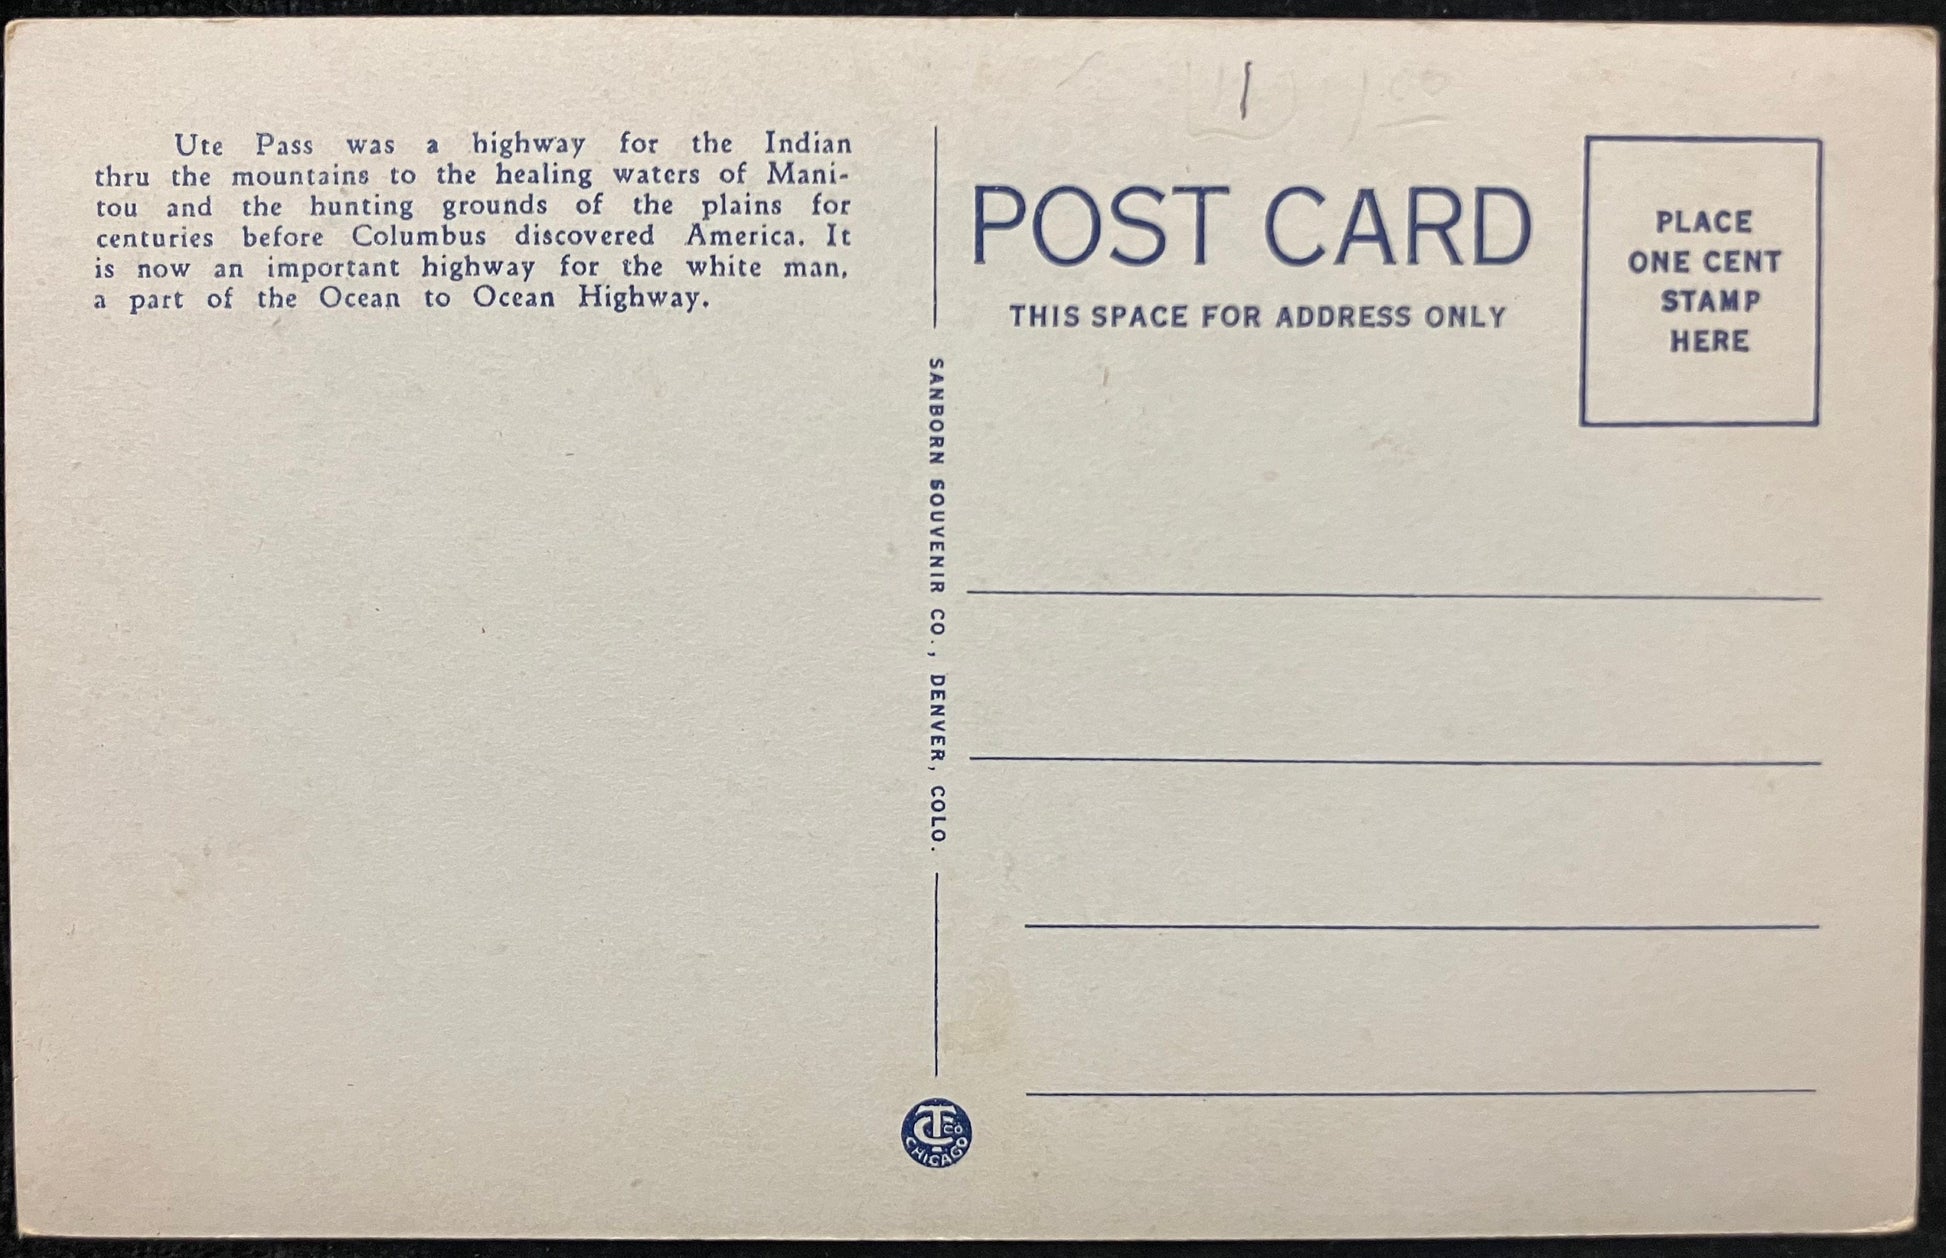 Ute Pass was a highway for the Indian
thru the mountains to the healing waters of Mani-
tou and the hunting grounds of the plains for
centuries before Columbus discovered America. It
is now an important highway for the white man,
a part of the Ocean to Ocean Highway.
SANBORN SOUVENIR CO., DENVER, COLO.
CT CO
CHICAGO
1
POST CARD
THIS SPACE FOR ADDRESS ONLY
PLACE
ONE CENT
STAMP
HERE